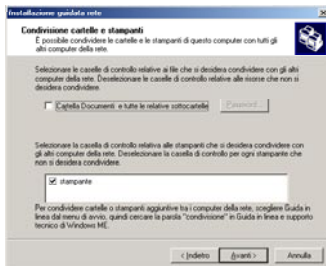 Installazione guidata rete
Condivisione cartelle e stampanti
È possibile condividere le cartelle e le stampanti di questo computer con tutti gli
altri computer della rete.
Selezionare le caselle di controllo relative ai file che si desidera condividere con gli altri
computer della rete. Deselezionare le caselle di controllo relative alle risorse che non si
desidera condividere.
Cartella Documenti e tutte le relative sottocartelle
Password...
Selezionare la casella di controllo relativa alle stampanti che si desidera condividere con
gli altri computer della rete. Deselezionare la casella di controllo per ogni stampante che
non si desidera condividere.
stampante
Per condividere cartelle o stampanti aggiuntive tra i computer della rete, scegliere Guida in
linea dal menu di avvio, quindi cercare la parola "condivisione" in Guida in linea e supporto
tecnico di Windows ME.
< Indietro
Avanti >
Annulla